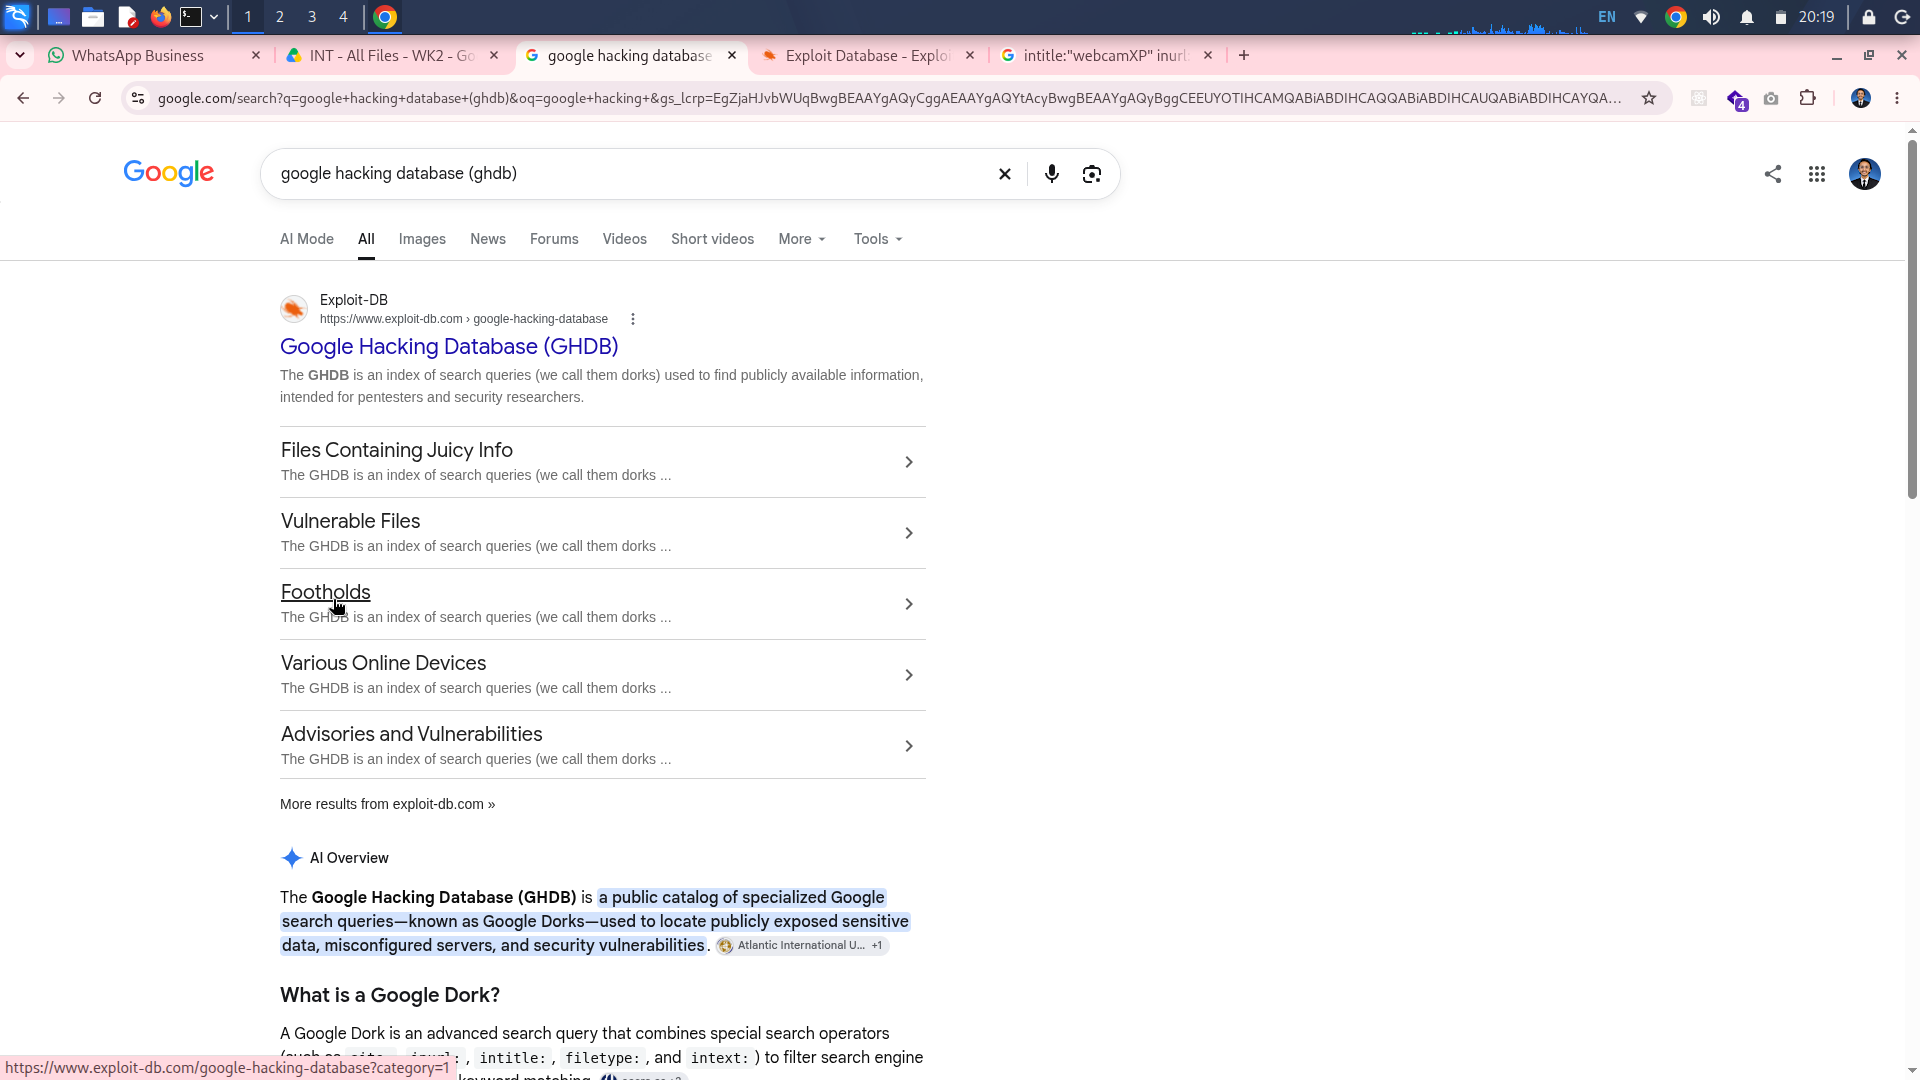 1 2 3 4
EN 20:19
WhatsApp Business
INT - All Files - WK2 - Go
google hacking database
Exploit Database - Exploi
intitle:"webcamXP" inurl
google.com/search?q=google+hacking+database+(ghdb)&oq=google+hacking+&gs_lcrp=EgZjaHJvbWUqBwgBEAAYgAQyCggAEAAYgAQYtAcyBwgBEAAYgAQyBggCEEUYOTIHCAMQABiABDIHCAQQABiABDIHCAUQABiABDIHCAYQA...
4
Google
google hacking database (ghdb)
AI Mode All Images News Forums Videos Short videos More Tools
Exploit-DB
https://www.exploit-db.com › google-hacking-database
Google Hacking Database (GHDB)
The GHDB is an index of search queries (we call them dorks) used to find publicly available information,
intended for pentesters and security researchers.
Files Containing Juicy Info
The GHDB is an index of search queries (we call them dorks ...
Vulnerable Files
The GHDB is an index of search queries (we call them dorks ...
Footholds
The GHDB is an index of search queries (we call them dorks ...
Various Online Devices
The GHDB is an index of search queries (we call them dorks ...
Advisories and Vulnerabilities
The GHDB is an index of search queries (we call them dorks ...
More results from exploit-db.com »
AI Overview
The Google Hacking Database (GHDB) is a public catalog of specialized Google
search queries—known as Google Dorks—used to locate publicly exposed sensitive
data, misconfigured servers, and security vulnerabilities. Atlantic International U... +1
What is a Google Dork?
A Google Dork is an advanced search query that combines special search operators
(such as site:, inurl:, intitle:, filetype:, and intext:) to filter search engine
keyword matching.
https://www.exploit-db.com/google-hacking-database?category=1